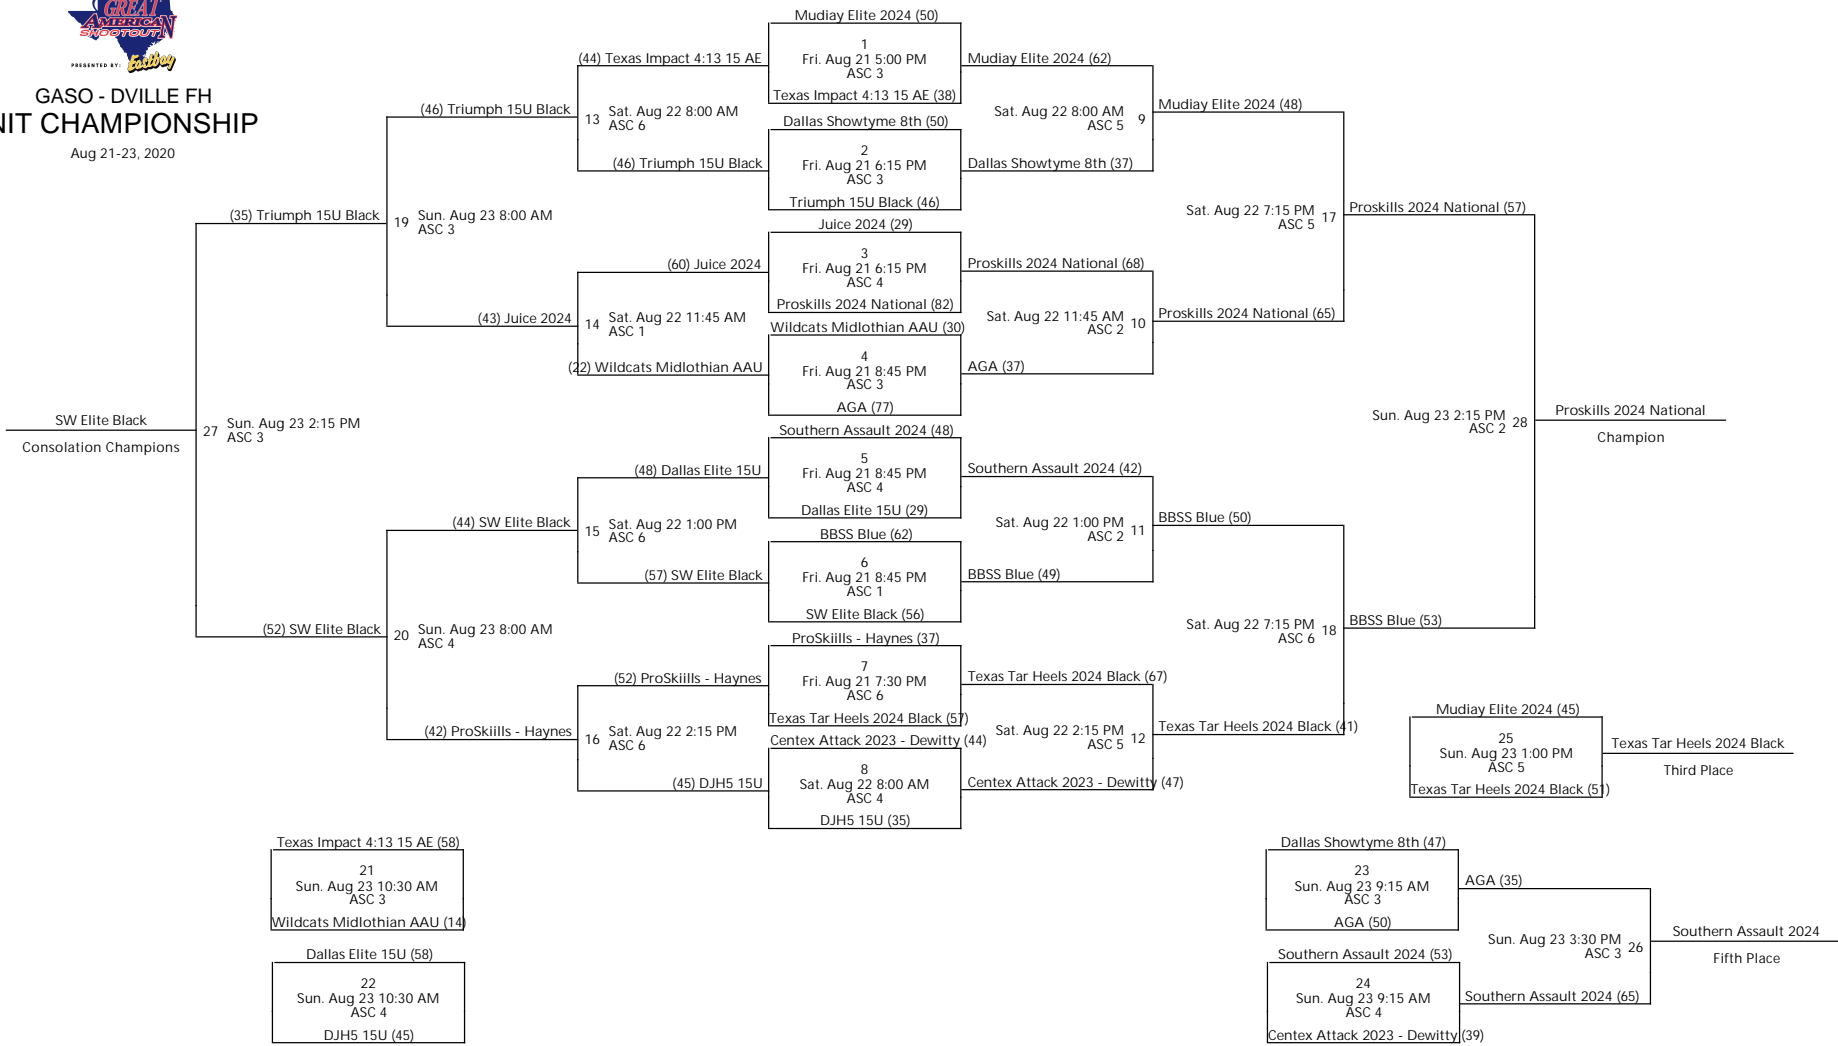 GREAT
AMERICAN
SHOOTOUT
PRESENTED BY: Eastbay
GASO - DVILLE FH
NIT CHAMPIONSHIP
Aug 21-23, 2020
SW Elite Black
Consolation Champions
27 Sun. Aug 23 2:15 PM
ASC 3
(35) Triumph 15U Black
(52) SW Elite Black
19 Sun. Aug 23 8:00 AM
ASC 3
20 Sun. Aug 23 8:00 AM
ASC 4
(46) Triumph 15U Black
(43) Juice 2024
(44) SW Elite Black
(42) ProSkiills - Haynes
13 Sat. Aug 22 8:00 AM
ASC 6
14 Sat. Aug 22 11:45 AM
ASC 1
15 Sat. Aug 22 1:00 PM
ASC 6
16 Sat. Aug 22 2:15 PM
ASC 6
(44) Texas Impact 4:13 15 AE
(46) Triumph 15U Black
(60) Juice 2024
(22) Wildcats Midlothian AAU
(48) Dallas Elite 15U
(57) SW Elite Black
(52) ProSkiills - Haynes
(45) DJH5 15U
Mudiay Elite 2024 (50)
1
Fri. Aug 21 5:00 PM
ASC 3
Texas Impact 4:13 15 AE (38)
Dallas Showtyme 8th (50)
2
Fri. Aug 21 6:15 PM
ASC 3
Triumph 15U Black (46)
Juice 2024 (29)
3
Fri. Aug 21 6:15 PM
ASC 4
Proskills 2024 National (82)
Wildcats Midlothian AAU (30)
4
Fri. Aug 21 8:45 PM
ASC 3
AGA (77)
Southern Assault 2024 (48)
5
Fri. Aug 21 8:45 PM
ASC 4
Dallas Elite 15U (29)
BBSS Blue (62)
6
Fri. Aug 21 8:45 PM
ASC 1
SW Elite Black (56)
ProSkiills - Haynes (37)
7
Fri. Aug 21 7:30 PM
ASC 6
Texas Tar Heels 2024 Black (57)
Centex Attack 2023 - Dewitty (44)
8
Sat. Aug 22 8:00 AM
ASC 4
DJH5 15U (35)
Mudiay Elite 2024 (62)
Sat. Aug 22 8:00 AM 9
ASC 5
Dallas Showtyme 8th (37)
Proskills 2024 National (68)
Sat. Aug 22 11:45 AM 10
ASC 2
AGA (37)
Southern Assault 2024 (42)
Sat. Aug 22 1:00 PM 11
ASC 2
BBSS Blue (49)
Texas Tar Heels 2024 Black (67)
Sat. Aug 22 2:15 PM 12
ASC 5
Centex Attack 2023 - Dewitty (47)
Mudiay Elite 2024 (48)
Sat. Aug 22 7:15 PM 17
ASC 5
Proskills 2024 National (65)
BBSS Blue (50)
Sat. Aug 22 7:15 PM 18
ASC 6
Texas Tar Heels 2024 Black (41)
Proskills 2024 National (57)
Sun. Aug 23 2:15 PM 28
ASC 2
BBSS Blue (53)
Proskills 2024 National
Champion
Mudiay Elite 2024 (45)
25
Sun. Aug 23 1:00 PM
ASC 5
Texas Tar Heels 2024 Black (51)
Texas Tar Heels 2024 Black
Third Place
Texas Impact 4:13 15 AE (58)
21
Sun. Aug 23 10:30 AM
ASC 3
Wildcats Midlothian AAU (14)
Dallas Elite 15U (58)
22
Sun. Aug 23 10:30 AM
ASC 4
DJH5 15U (45)
Dallas Showtyme 8th (47)
23
Sun. Aug 23 9:15 AM
ASC 3
AGA (50)
Southern Assault 2024 (53)
24
Sun. Aug 23 9:15 AM
ASC 4
Centex Attack 2023 - Dewitty (39)
AGA (35)
Sun. Aug 23 3:30 PM 26
ASC 3
Southern Assault 2024 (65)
Southern Assault 2024
Fifth Place